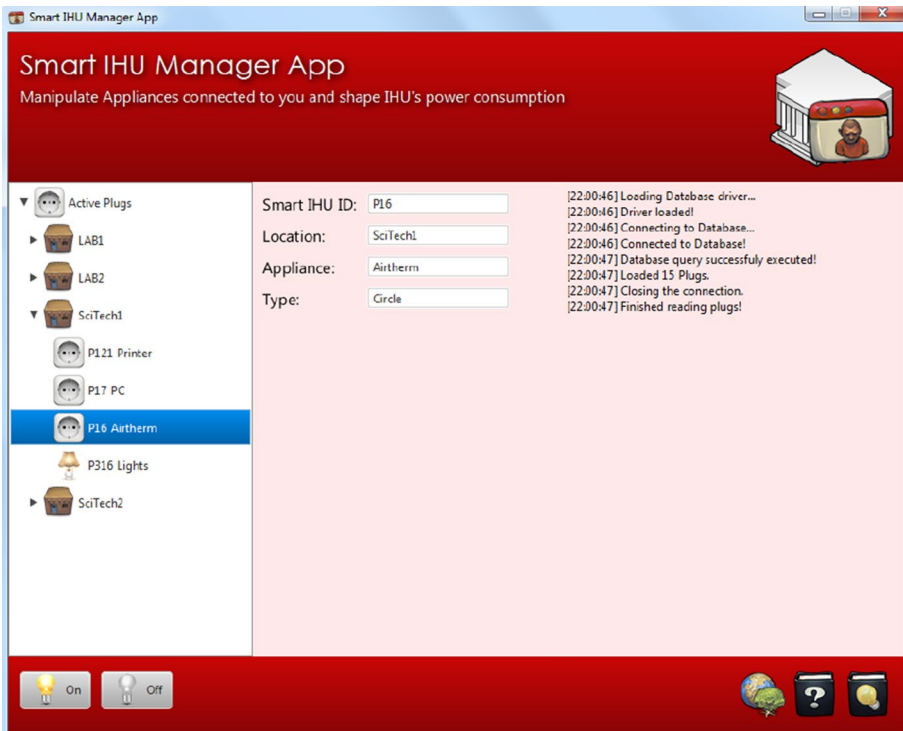 Smart IHU Manager App
Smart IHU Manager App
Manipulate Appliances connected to you and shape IHU's power consumption
Active Plugs
LAB1
LAB2
SciTech1
P121 Printer
P17 PC
P16 Airtherm
P316 Lights
SciTech2
Smart IHU ID: P16
Location: SciTech1
Appliance: Airtherm
Type: Circle
[22:00:46] Loading Database driver...
[22:00:46] Driver loaded!
[22:00:46] Connecting to Database...
[22:00:46] Connected to Database!
[22:00:47] Database query successfuly executed!
[22:00:47] Loaded 15 Plugs.
[22:00:47] Closing the connection.
[22:00:47] Finished reading plugs!
On Off
?